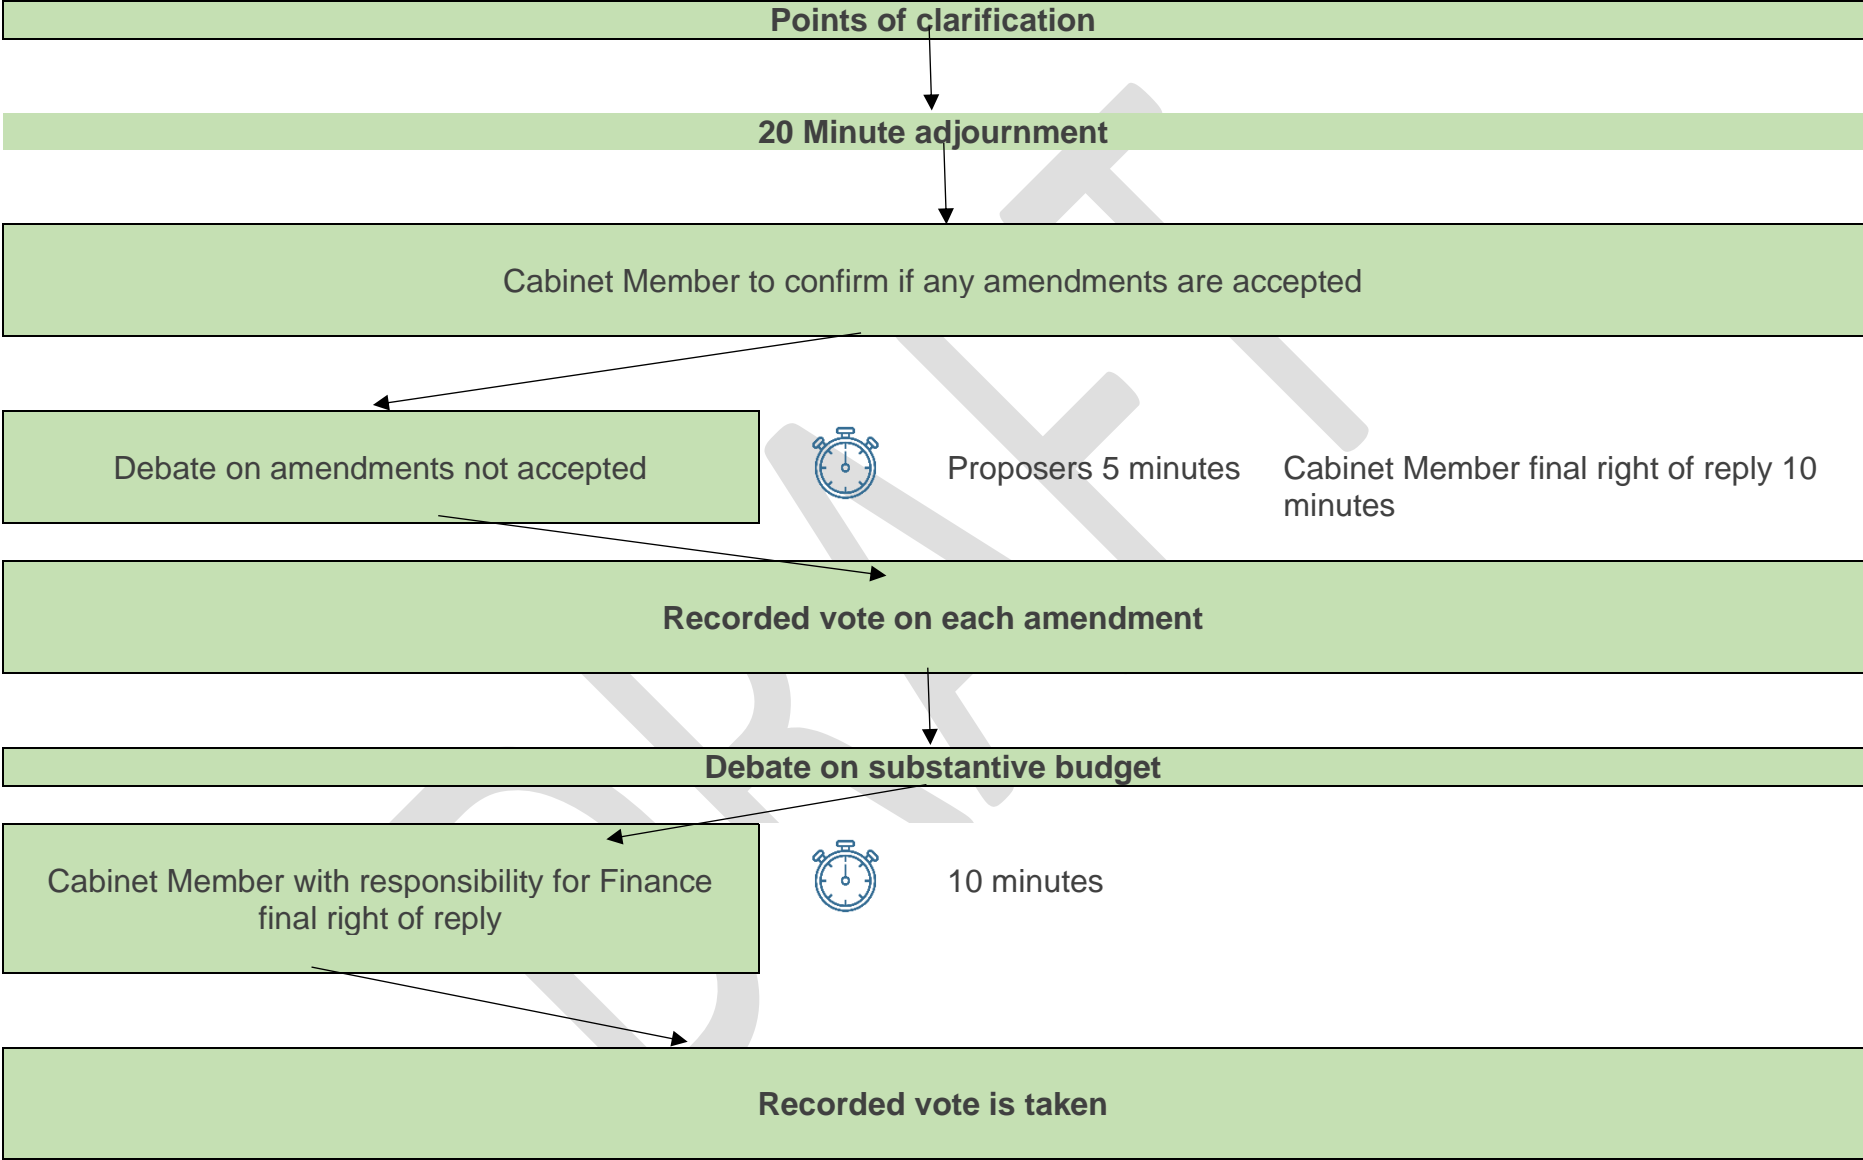 Points of clarification
20 Minute adjournment
Cabinet Member to confirm if any amendments are accepted
Debate on amendments not accepted
Proposers 5 minutes
Cabinet Member final right of reply 10
minutes
Recorded vote on each amendment
Debate on substantive budget
Cabinet Member with responsibility for Finance
final right of reply
10 minutes
Recorded vote is taken
DRAFT